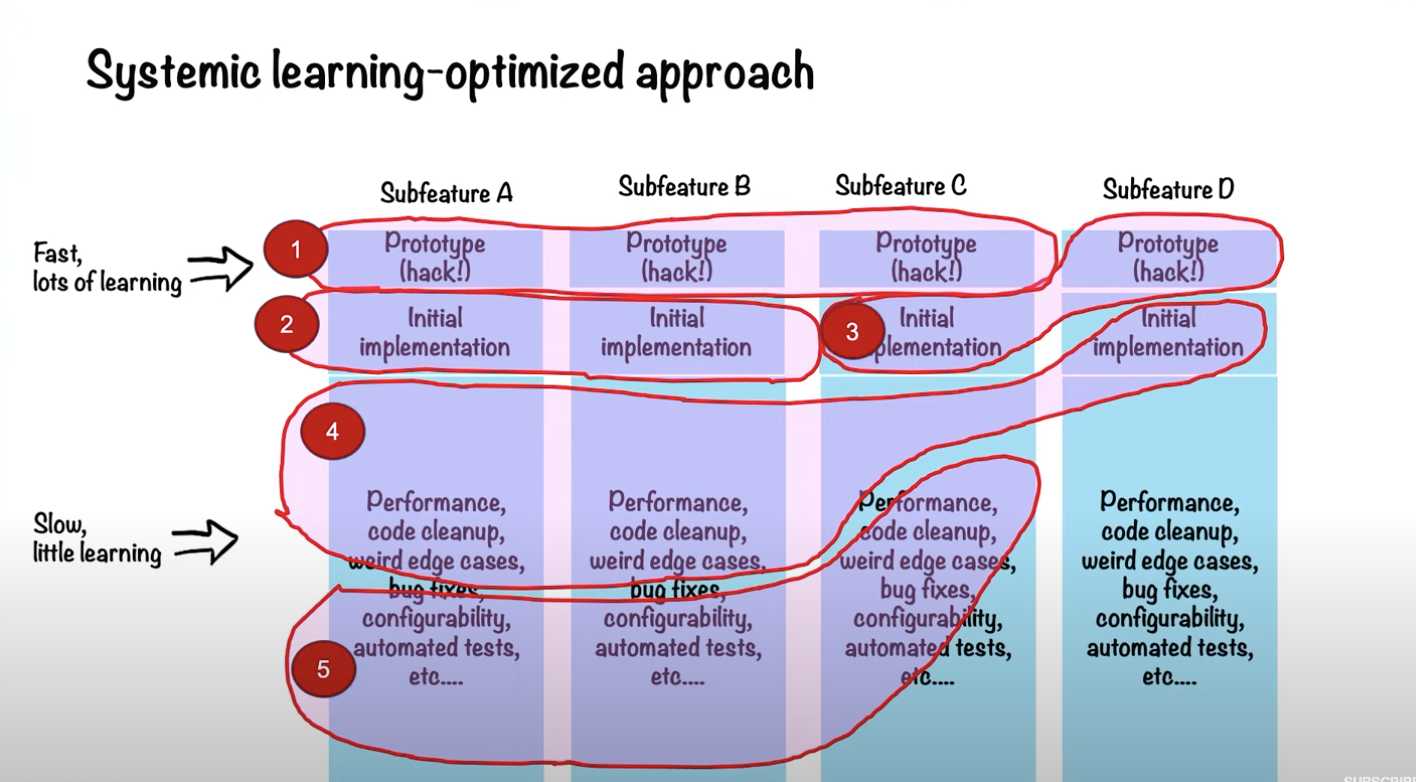 Systemic learning-optimized approach
Subfeature A
Subfeature B
Subfeature C
Subfeature D
Fast,
lots of learning
1
Prototype
(hack!)
Prototype
(hack!)
Prototype
(hack!)
Prototype
(hack!)
2
Initial
implementation
Initial
implementation
3
Initial
plementation
Initial
implementation
4
Slow,
little learning
Performance,
code cleanup,
weird edge cases,
bug fixes,
configurability,
automated tests,
etc....
Performance,
code cleanup,
weird edge cases,
bug fixes,
configurability,
automated tests,
etc....
Performance,
code cleanup,
weird edge cases,
bug fixes,
configurability,
automated tests,
etc....
Performance,
code cleanup,
weird edge cases,
bug fixes,
configurability,
automated tests,
etc....
5